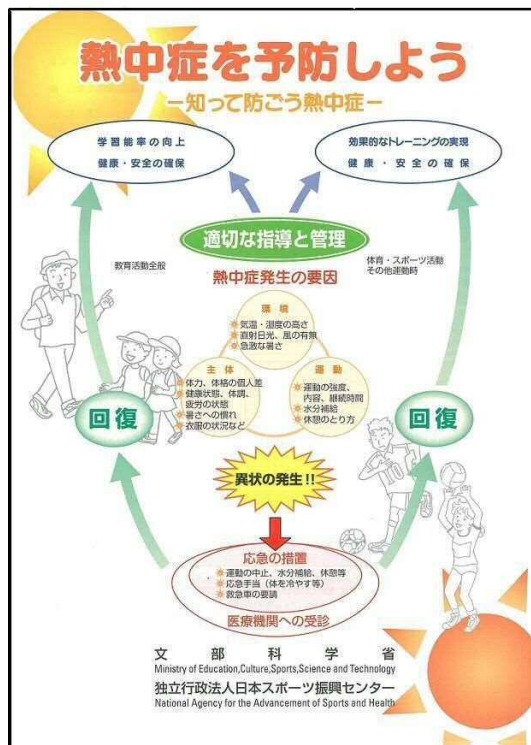 熱中症を予防しよう
－知って防ごう熱中症－
学習能率の向上
健康・安全の確保
効果的なトレーニングの実現
健康・安全の確保
適切な指導と管理
教育活動全般
体育・スポーツ活動
その他運動時
熱中症発生の要因
環境
気温・湿度の高さ
直射日光、風の有無
急激な暑さ
主体
体力、体格の個人差
健康状態、体調、
疲労の状態
暑さへの慣れ
衣服の状況など
運動
運動の強度、
内容、継続時間
水分補給
休憩のとり方
回復
回復
異状の発生!!
応急の措置
運動の中止、水分補給、休憩等
応急手当（体を冷やす等）
救急車の要請
医療機関への受診
文部科学省
Ministry of Education,Culture,Sports,Science and Technology
独立行政法人日本スポーツ振興センター
National Agency for the Advancement of Sports and Health